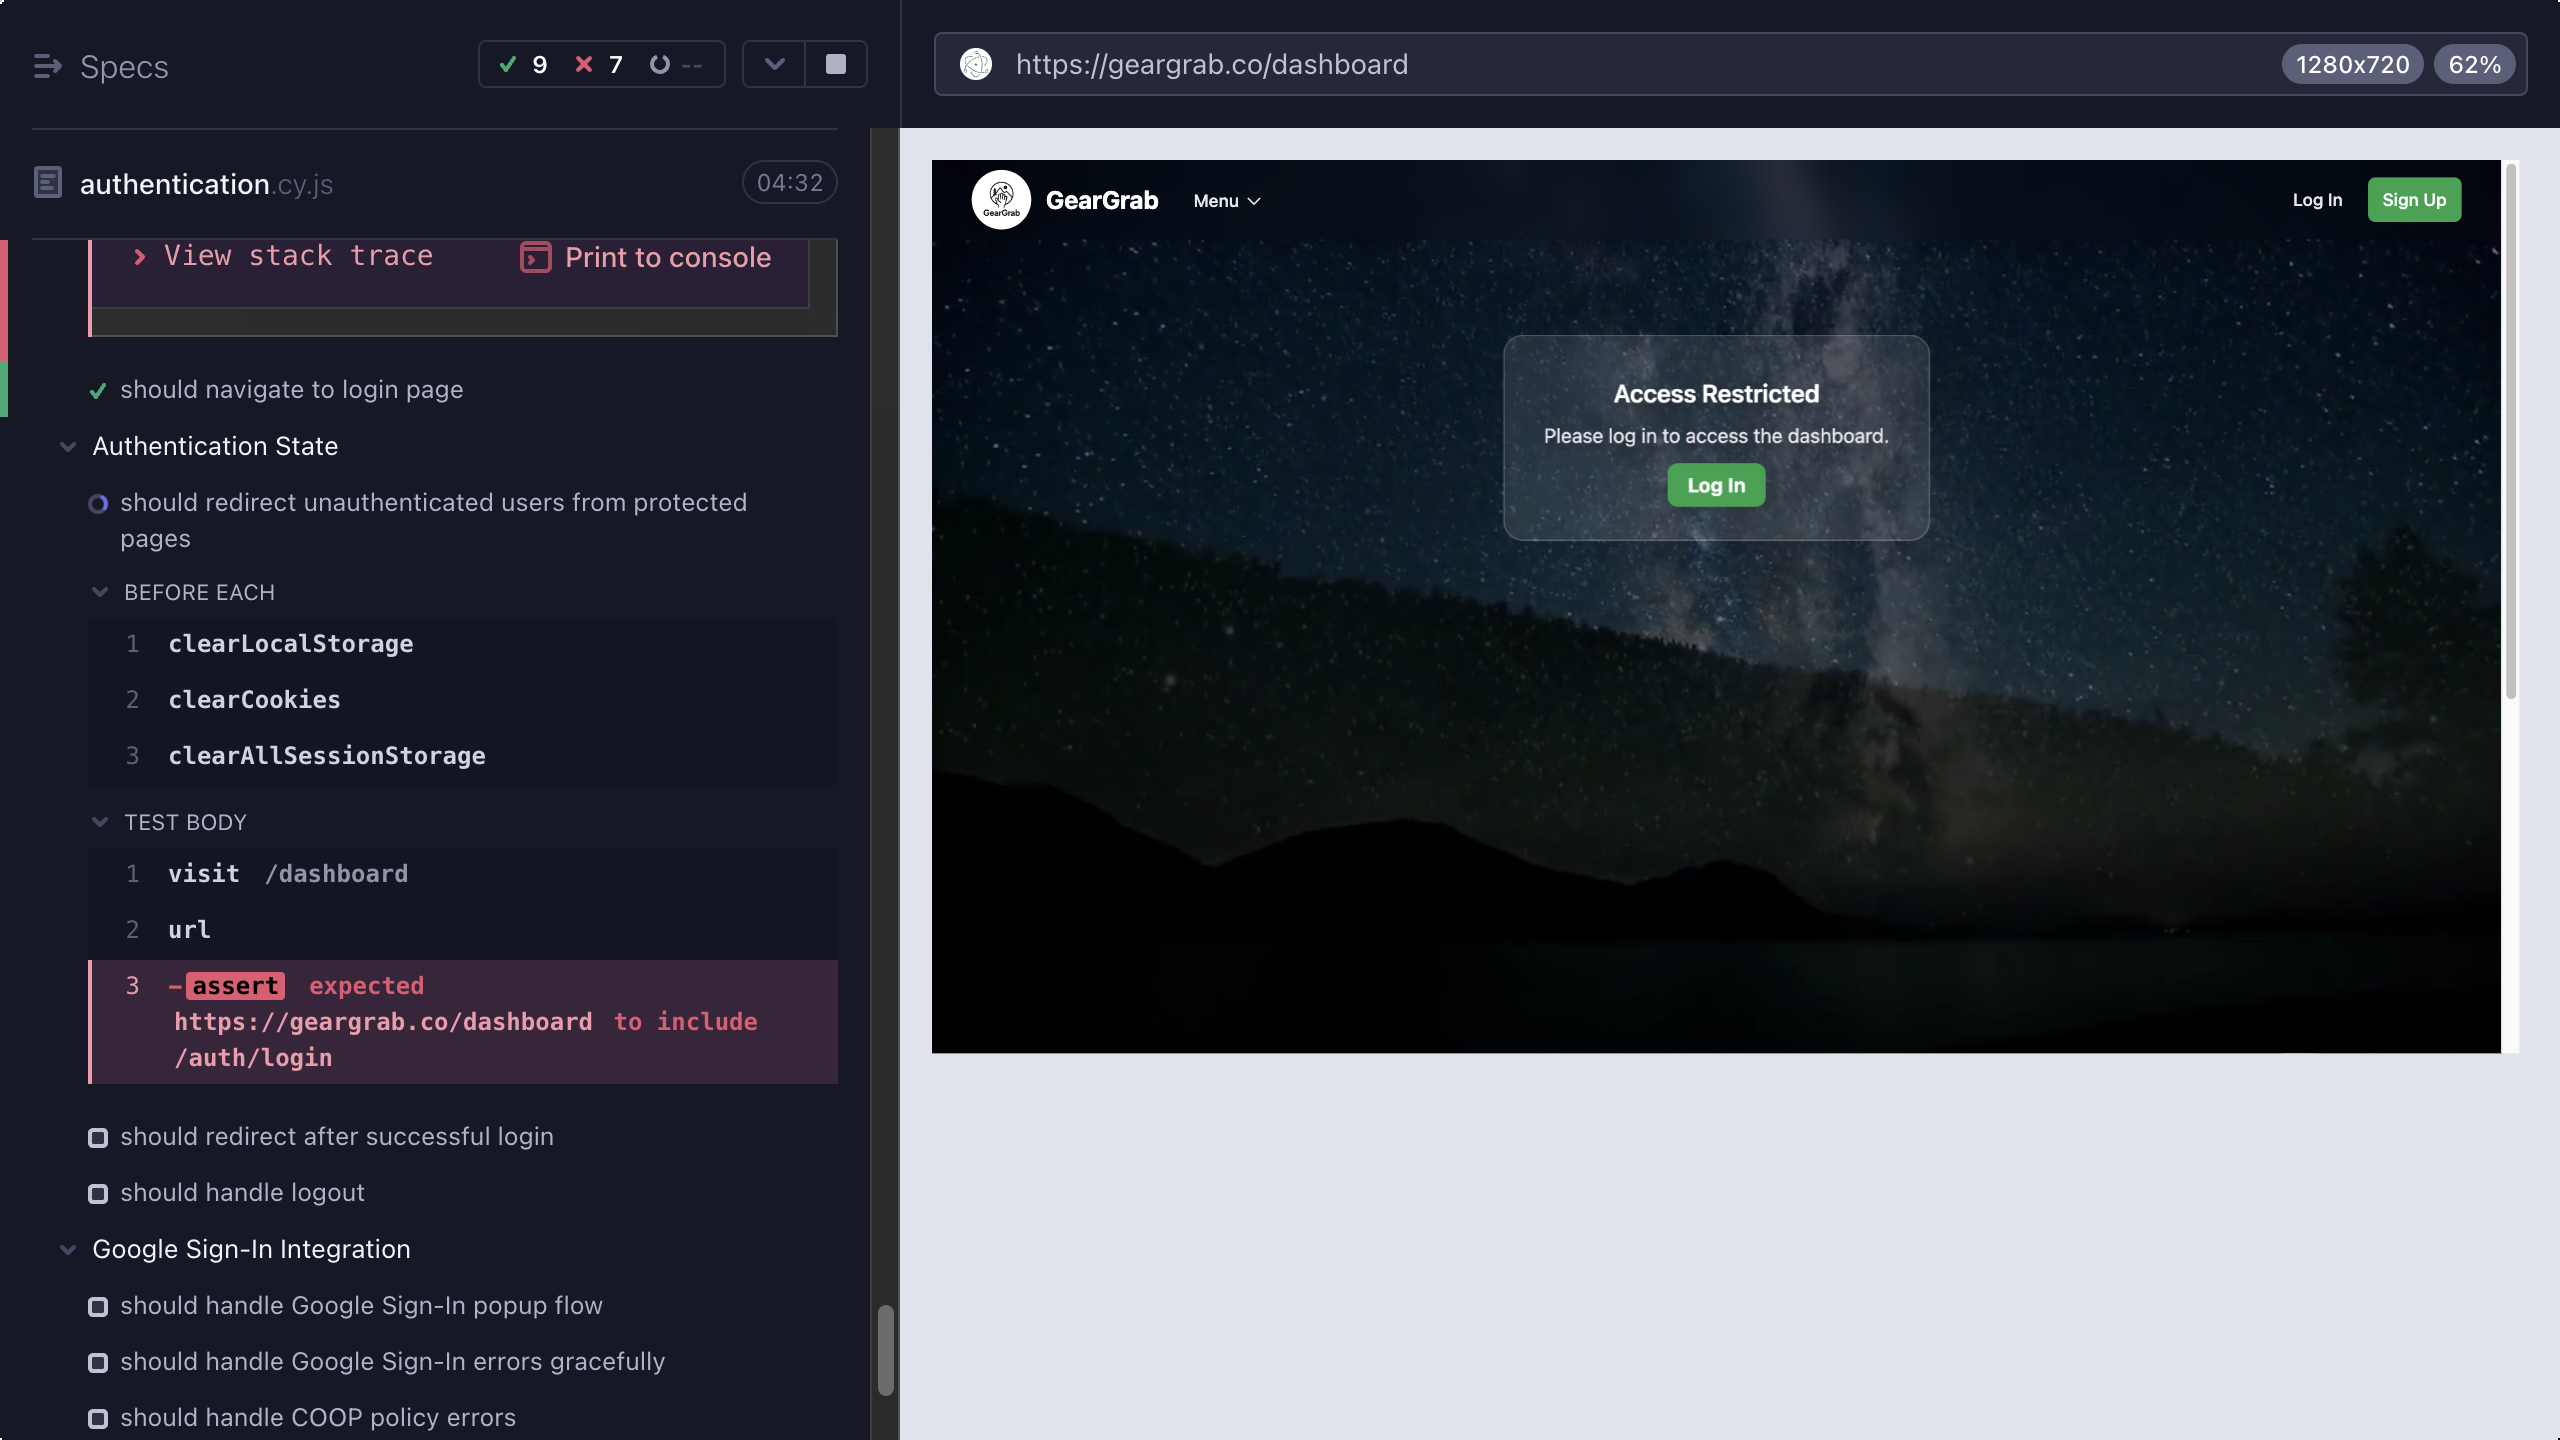 Specs
9 7 --
authentication.cy.js 04:32
View stack trace Print to console
should navigate to login page
Authentication State
should redirect unauthenticated users from protected
pages
BEFORE EACH
1 clearLocalStorage
2 clearCookies
3 clearAllSessionStorage
TEST BODY
1 visit /dashboard
2 url
3 -assert expected
https://geargrab.co/dashboard to include
/auth/login
should redirect after successful login
should handle logout
Google Sign-In Integration
should handle Google Sign-In popup flow
should handle Google Sign-In errors gracefully
should handle COOP policy errors
https://geargrab.co/dashboard 1280x720 62%
GearGrab GearGrab Menu Log In Sign Up
Access Restricted
Please log in to access the dashboard.
Log In